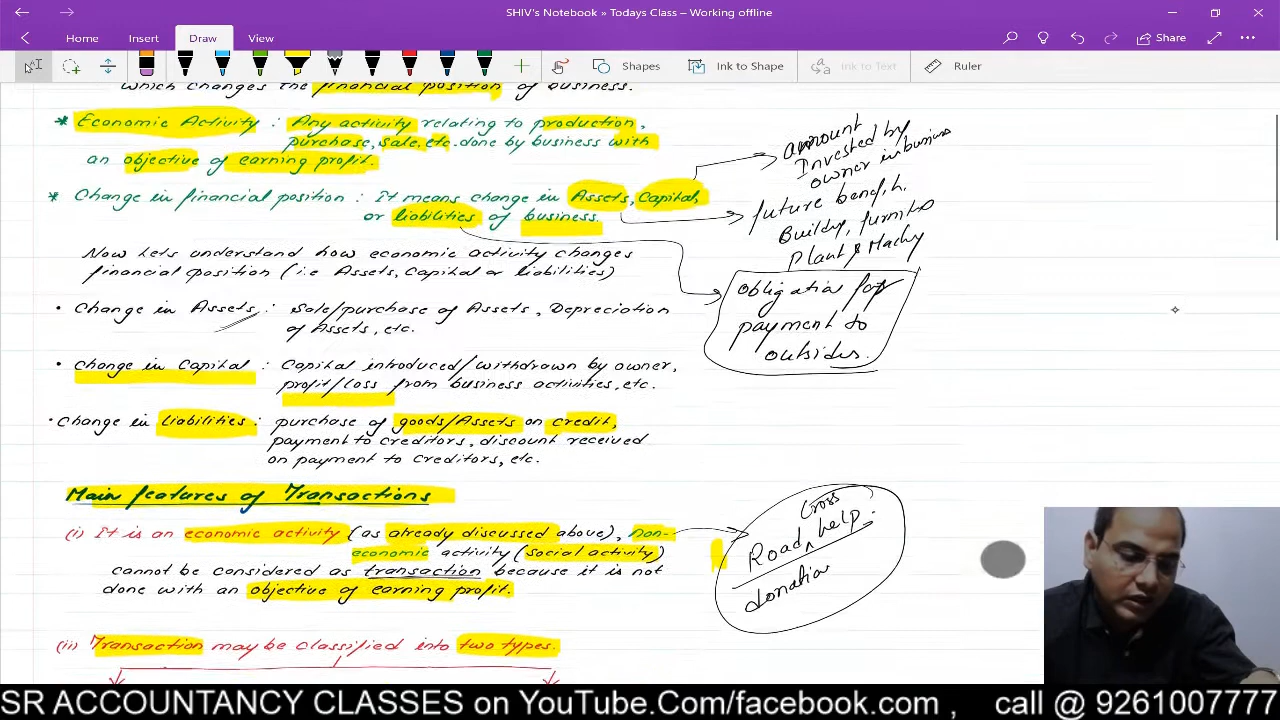 SHIV's Notebook » Todays Class – Working offline
Home Insert Draw View Share
Shapes Ink to Shape Ink to Text Ruler
which changes the financial position of business.
* Economic Activity : Any activity relating to production,
purchase, sale, etc. done by business with
an objective of earning profit.
* Change in financial position : It means change in Assets, Capital,
or liabilities of business.
amount
Invested by
owner in business
future benefit.
furniture
Plant &
obligation for
payment to
outsides.
Now Lets understand how economic activity changes
financial position (i.e Assets, Capital or liabilities)
• Change in Assets : Sale/purchase of Assets, Depreciation
of Assets, etc.
• Change in Capital : Capital introduced/withdrawn by owner,
profit/loss from business activities, etc.
• Change in liabilities : purchase of goods/Assets on credit,
payment to creditors, discount received
on payment to creditors, etc.
Main features of Transactions
(i) It is an economic activity (as already discussed above), non-
economic activity (social activity)
cannot be considered as transaction because it is not
done with an objective of earning profit.
Cross
Road, help.
donation
(ii) Transaction may be classified into two types.
SR ACCOUNTANCY CLASSES on YouTube.Com/facebook.com , call @ 9261007777